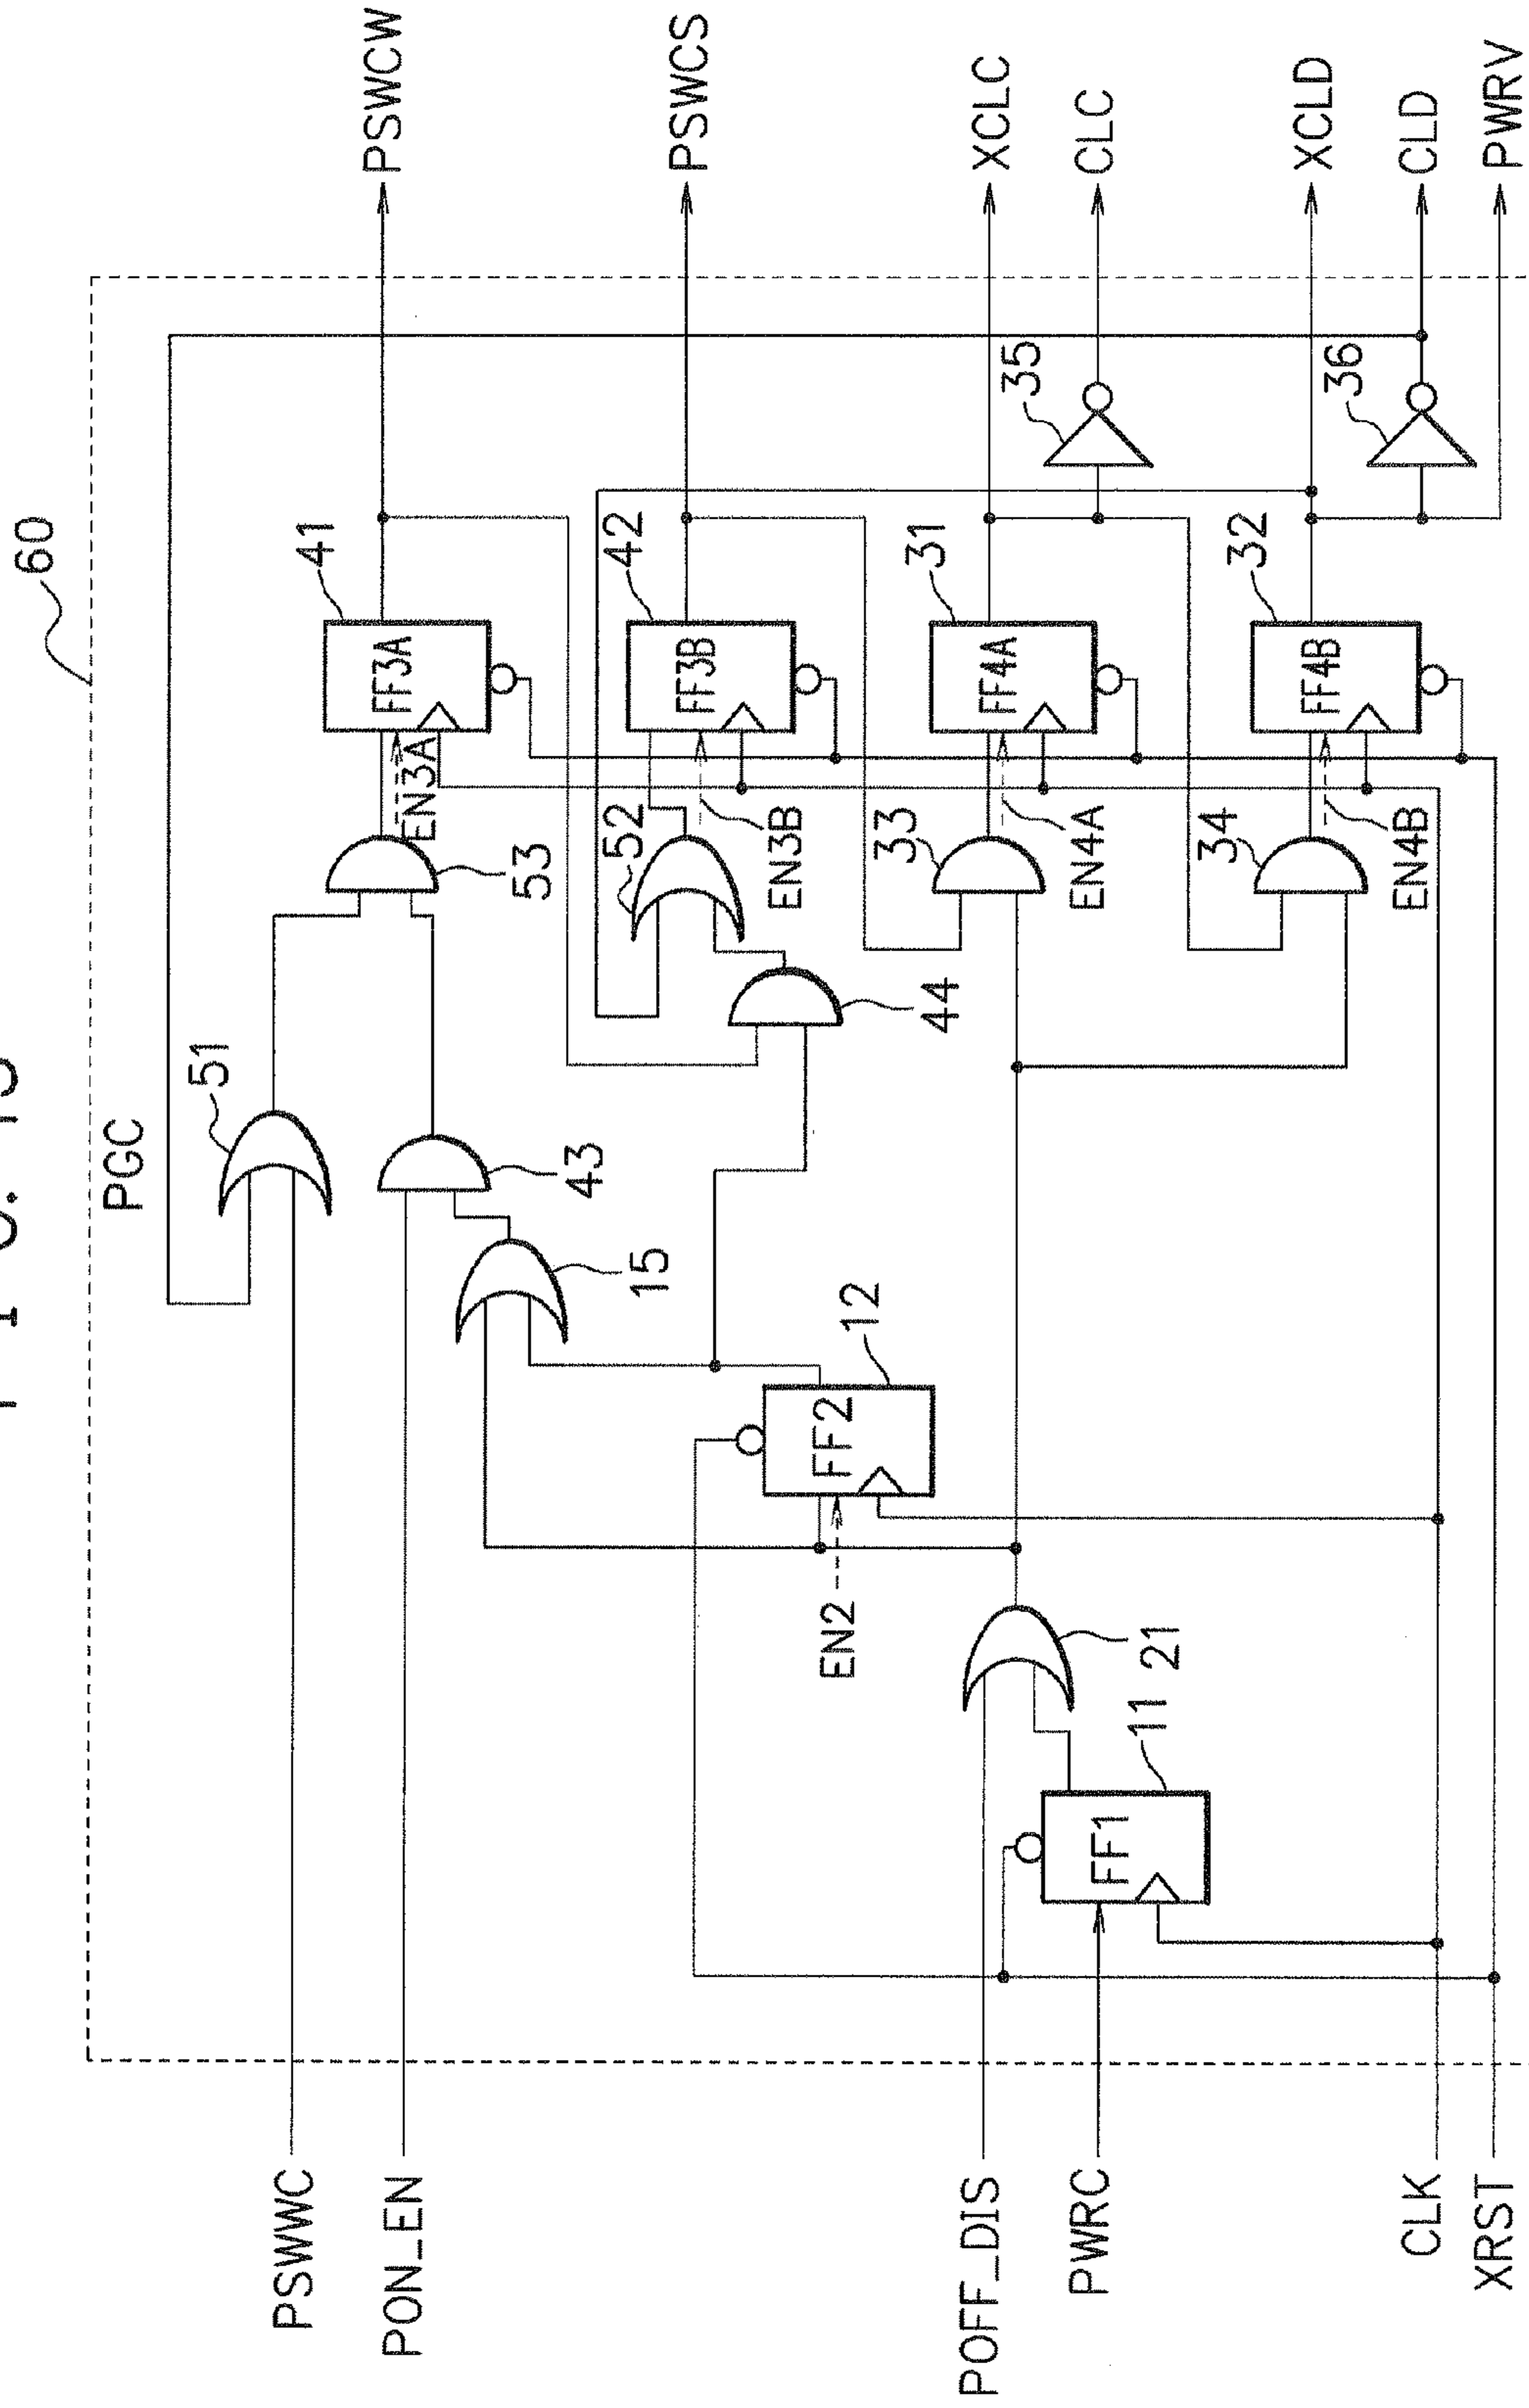 60
PGC
PSWWC
PON_EN
POFF_DIS
PWRC
CLK
XRST
51
43
15
12
FF2
EN2
21
11
FF1
53
EN3A
41
FF3A
52
44
EN3B
42
FF3B
33
EN4A
31
FF4A
34
EN4B
32
FF4B
35
36
PSWCW
PSWCS
XCLC
CLC
XCLD
CLD
PWRV